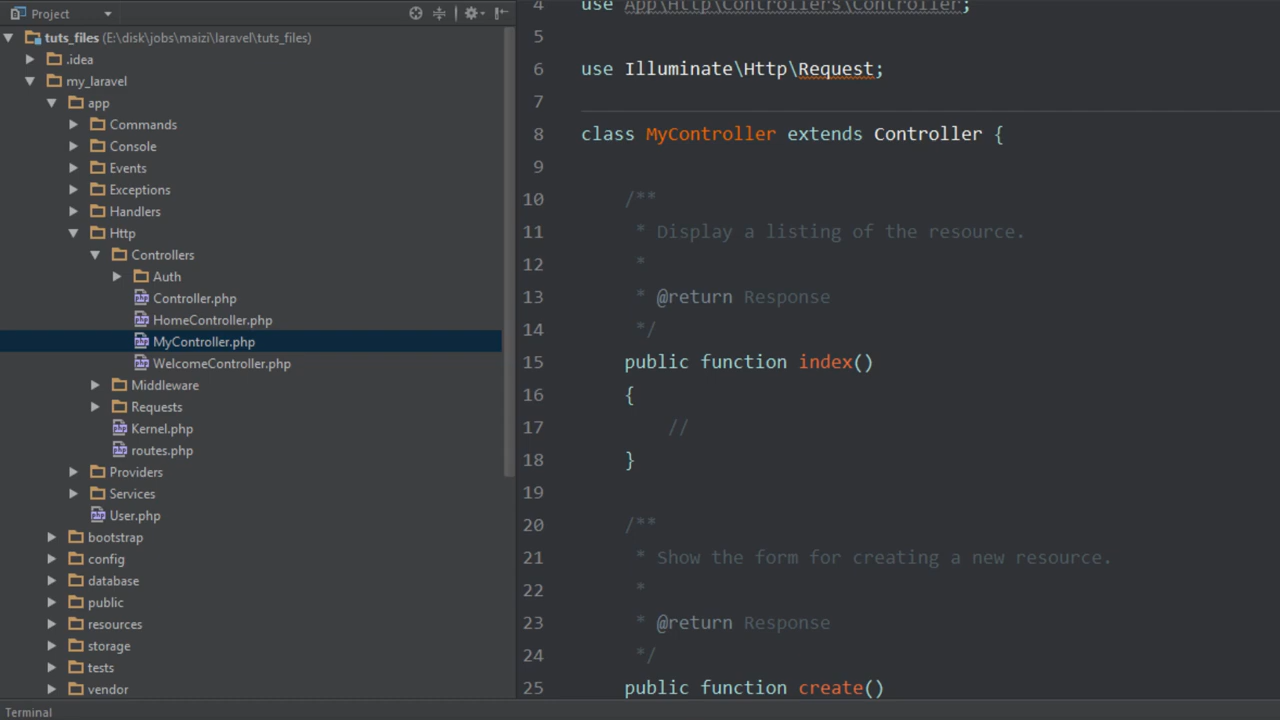 Project
tuts_files (E:\disk\jobs\maizi\laravel\tuts_files)
.idea
my_laravel
app
Commands
Console
Events
Exceptions
Handlers
Http
Controllers
Auth
Controller.php
HomeController.php
MyController.php
WelcomeController.php
Middleware
Requests
Kernel.php
routes.php
Providers
Services
User.php
bootstrap
config
database
public
resources
storage
tests
vendor
4 use App\Http\Controllers\Controller;
5
6 use Illuminate\Http\Request;
7
8 class MyController extends Controller {
9
10 /**
11 * Display a listing of the resource.
12 *
13 * @return Response
14 */
15 public function index()
16 {
17 //
18 }
19
20 /**
21 * Show the form for creating a new resource.
22 *
23 * @return Response
24 */
25 public function create()
Terminal